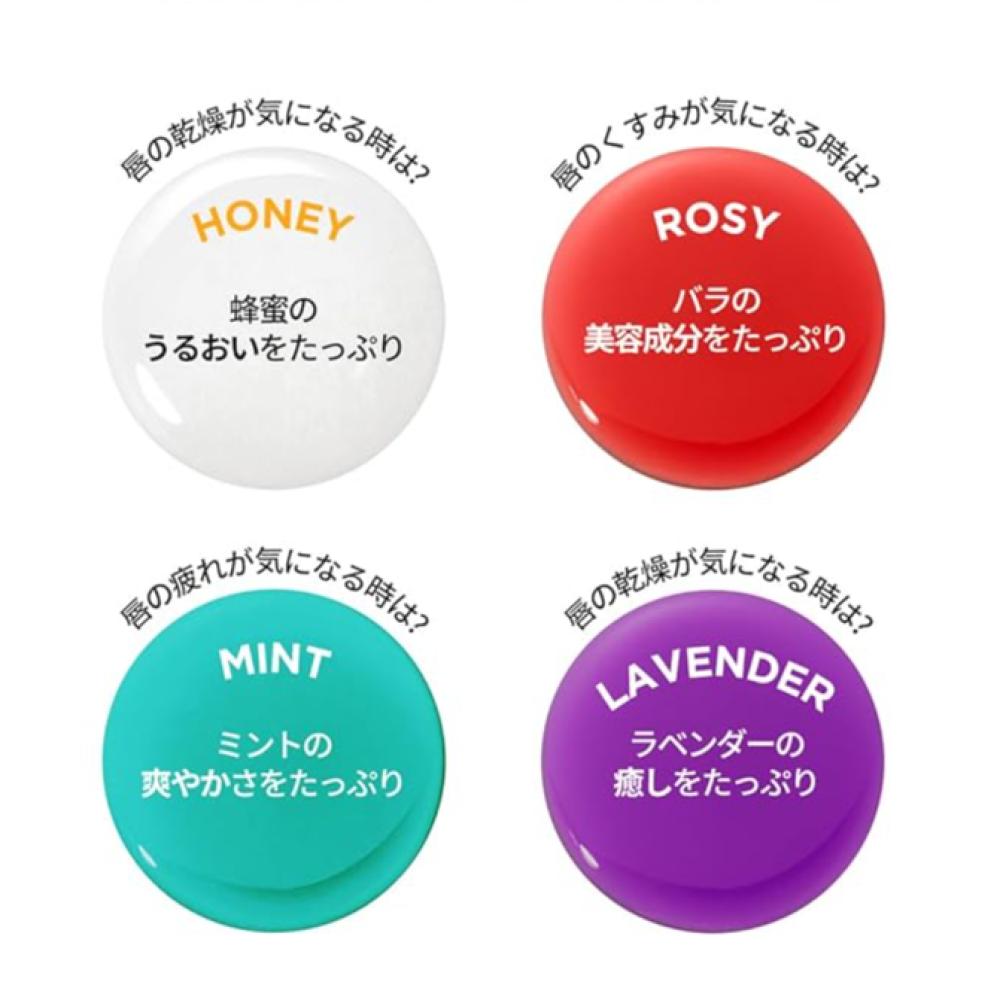 唇の乾燥が気になる時は?
HONEY
蜂蜜の
うるおいをたっぷり
唇のくすみが気になる時は?
ROSY
バラの
美容成分をたっぷり
唇の疲れが気になる時は?
MINT
ミントの
爽やかさをたっぷり
唇の乾燥が気になる時は?
LAVENDER
ラベンダーの
癒しをたっぷり